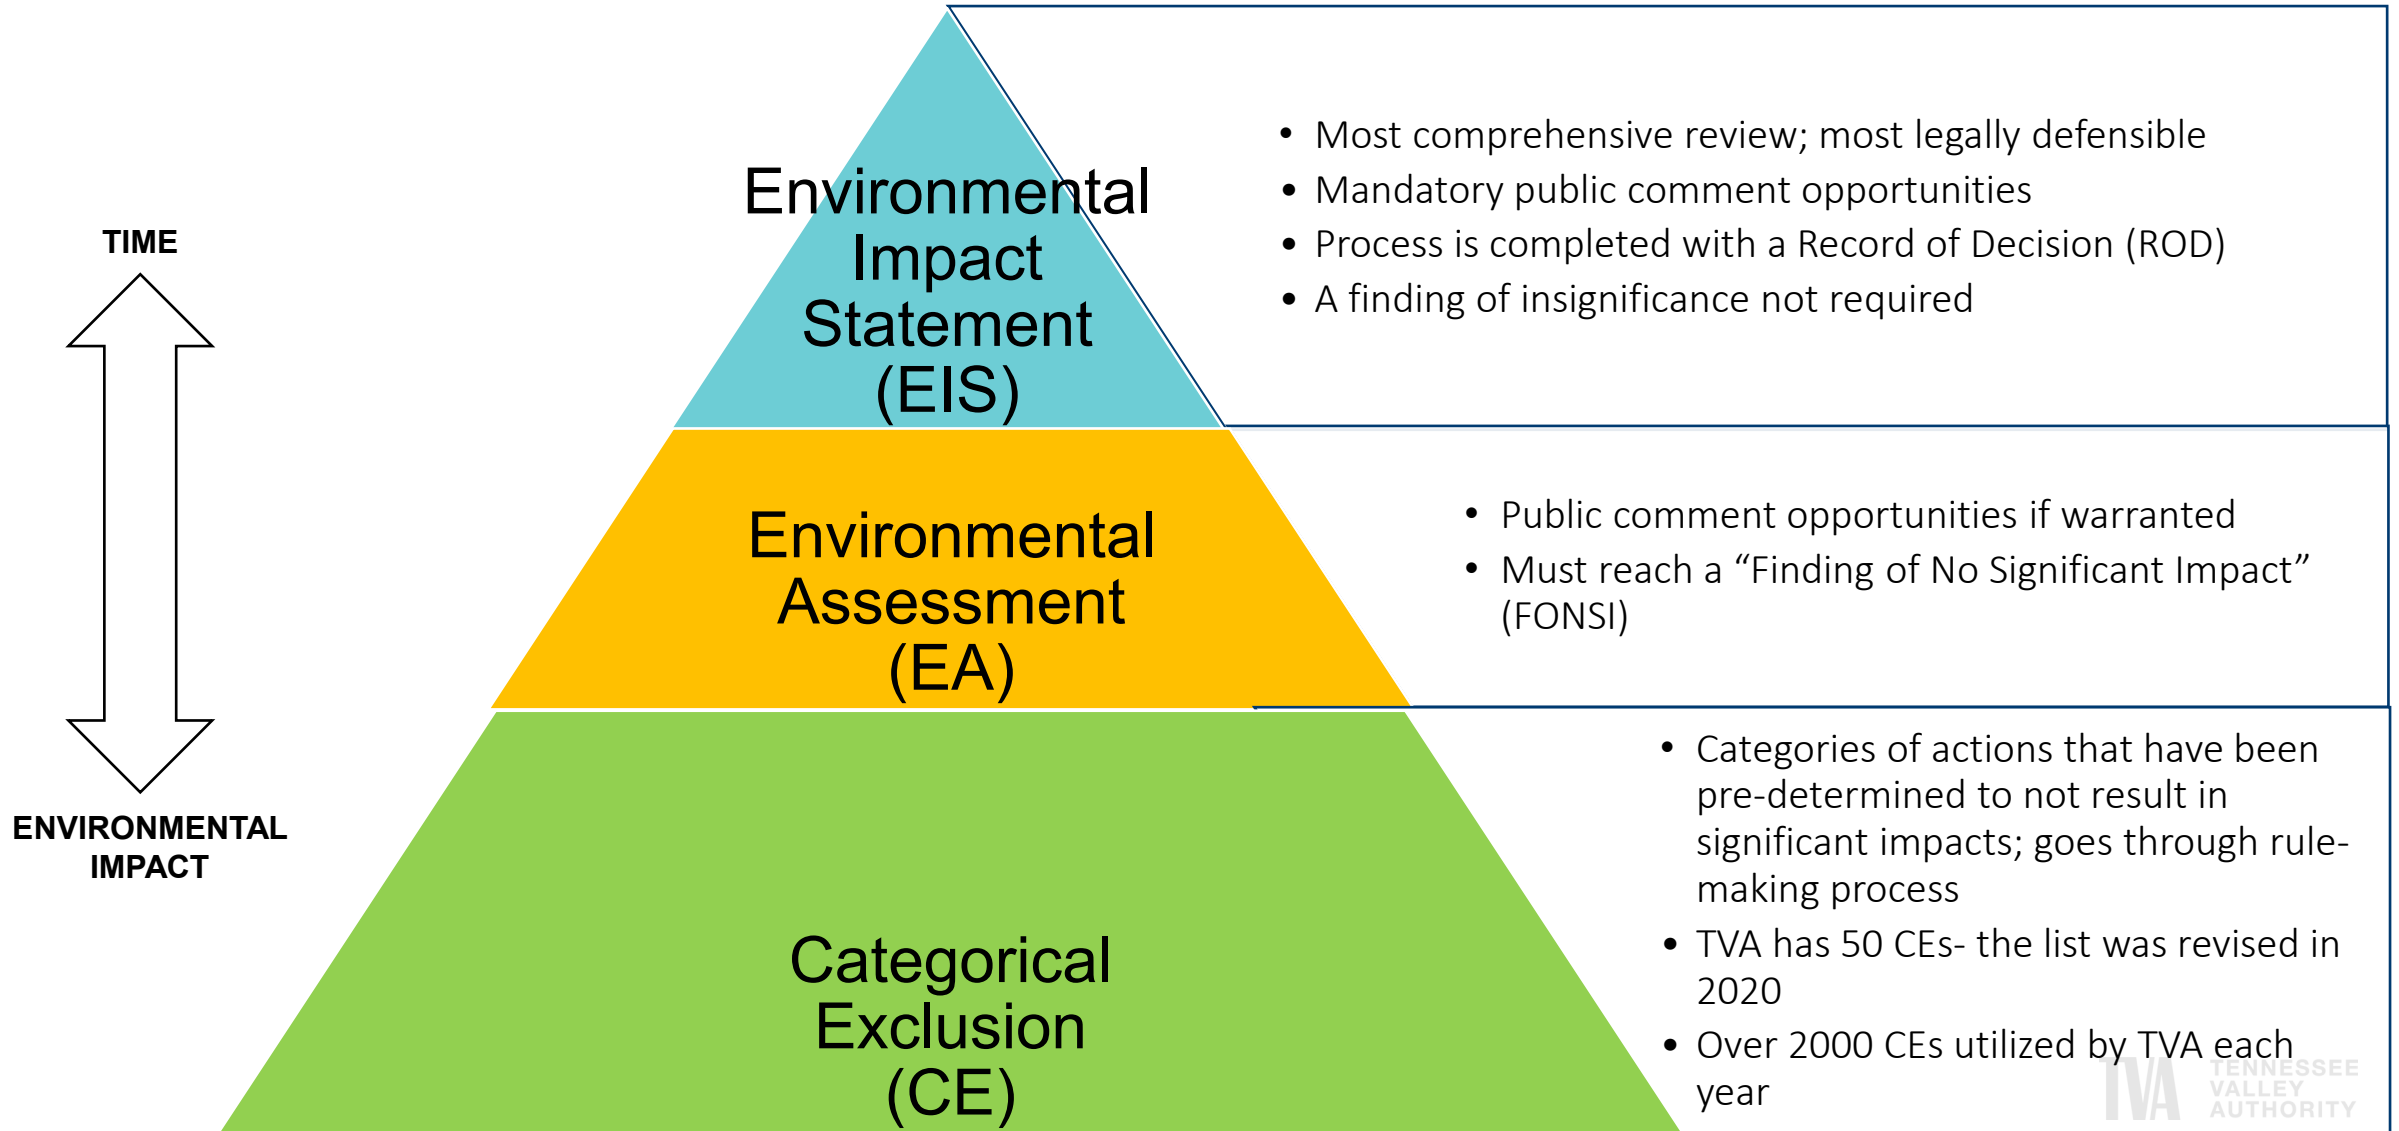 TIME
ENVIRONMENTAL
IMPACT
Environmental
Impact
Statement
(EIS)
• Most comprehensive review; most legally defensible
• Mandatory public comment opportunities
• Process is completed with a Record of Decision (ROD)
• A finding of insignificance not required
Environmental
Assessment
(EA)
• Public comment opportunities if warranted
• Must reach a “Finding of No Significant Impact”
(FONSI)
Categorical
Exclusion
(CE)
• Categories of actions that have been
pre-determined to not result in
significant impacts; goes through rule-
making process
• TVA has 50 CEs- the list was revised in
2020
• Over 2000 CEs utilized by TVA each
year
TVA
TENNESSEE
VALLEY
AUTHORITY